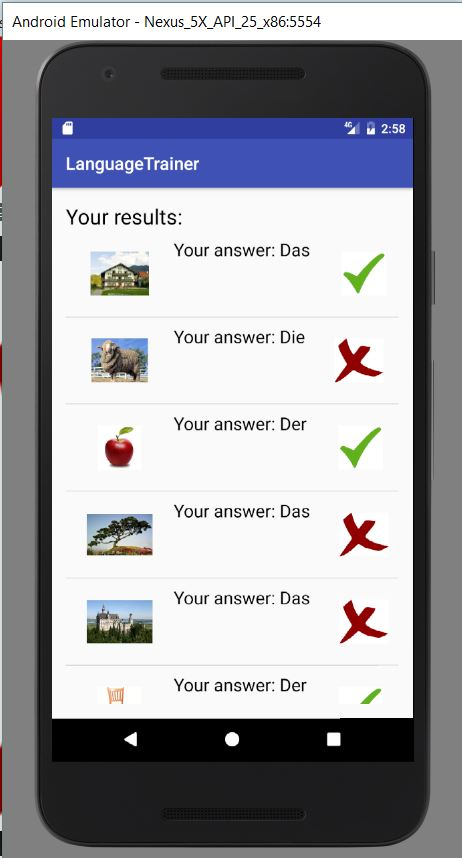 Android Emulator - Nexus_5X_API_25_x86:5554
4G 2:58
LanguageTrainer
Your results:
Your answer: Das
Your answer: Die
Your answer: Der
Your answer: Das
Your answer: Das
Your answer: Der